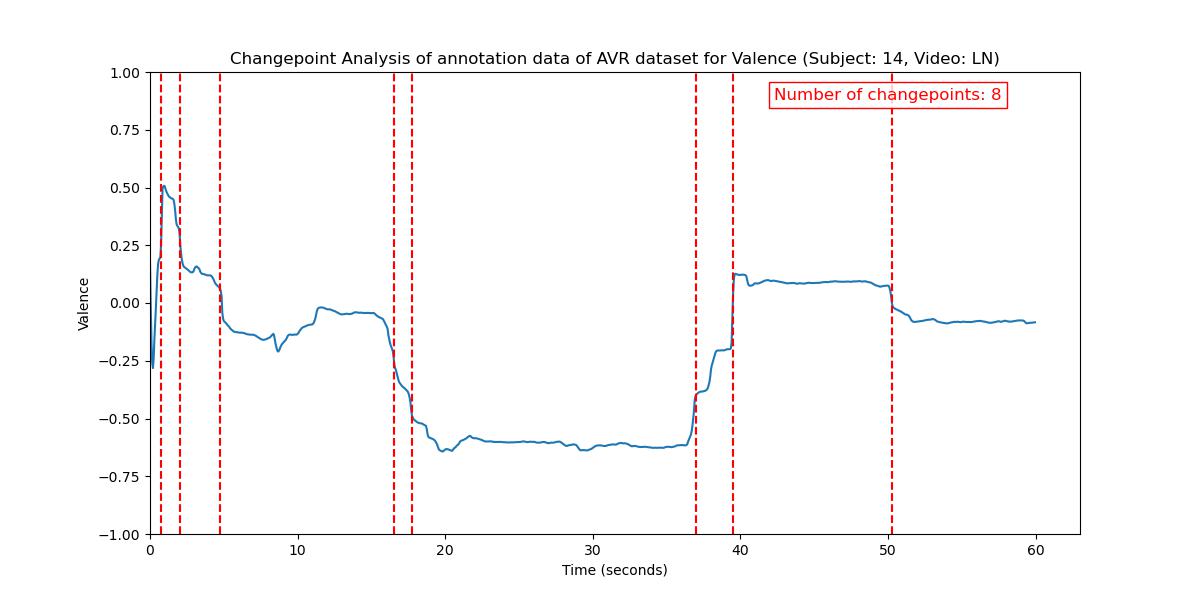 Changepoint Analysis of annotation data of AVR dataset for Valence (Subject: 14, Video: LN)
Number of changepoints: 8
1.00
0.75
0.50
0.25
0.00
−0.25
−0.50
−0.75
−1.00
Valence
0 10 20 30 40 50 60
Time (seconds)